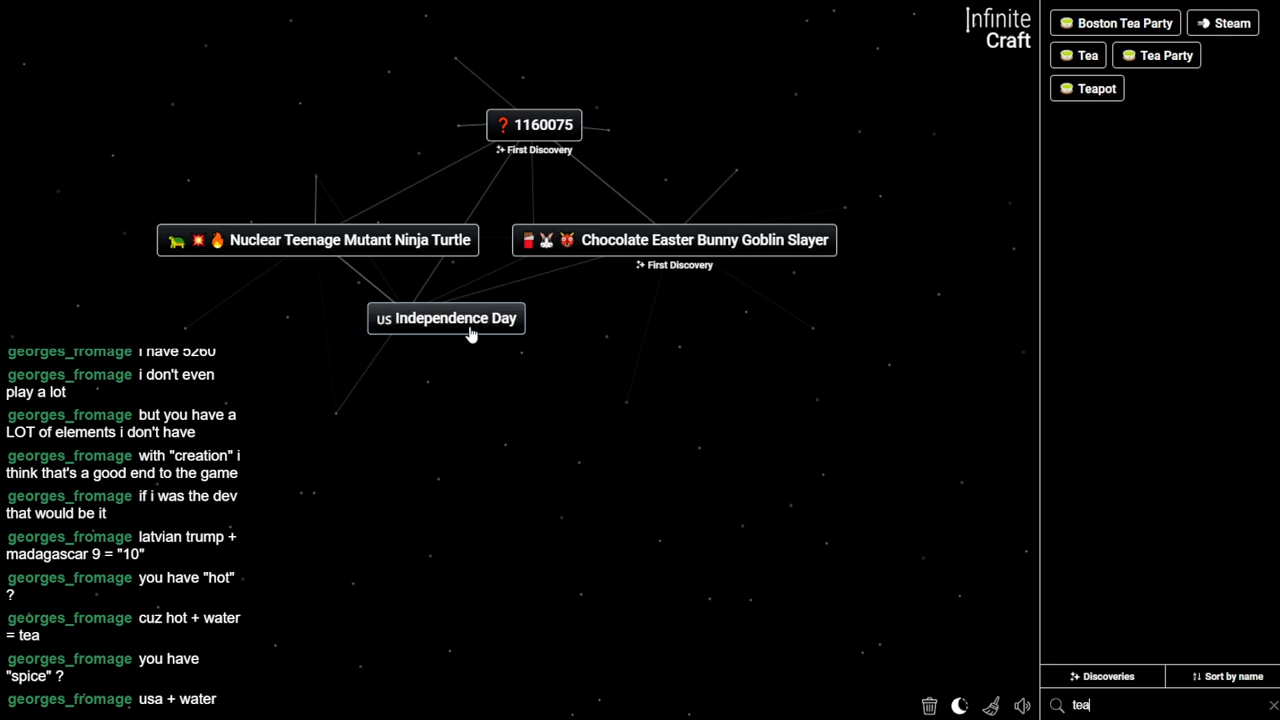 Infinite
Craft
Boston Tea Party
Steam
Tea
Tea Party
Teapot
1160075
First Discovery
Nuclear Teenage Mutant Ninja Turtle
Chocolate Easter Bunny Goblin Slayer
First Discovery
US Independence Day
georges_fromage i have 5260
georges_fromage i don't even
play a lot
georges_fromage but you have a
LOT of elements i don't have
georges_fromage with "creation" i
think that's a good end to the game
georges_fromage if i was the dev
that would be it
georges_fromage latvian trump +
madagascar 9 = "10"
georges_fromage you have "hot"
?
georges_fromage cuz hot + water
= tea
georges_fromage you have
"spice" ?
georges_fromage usa + water
Discoveries
Sort by name
tea